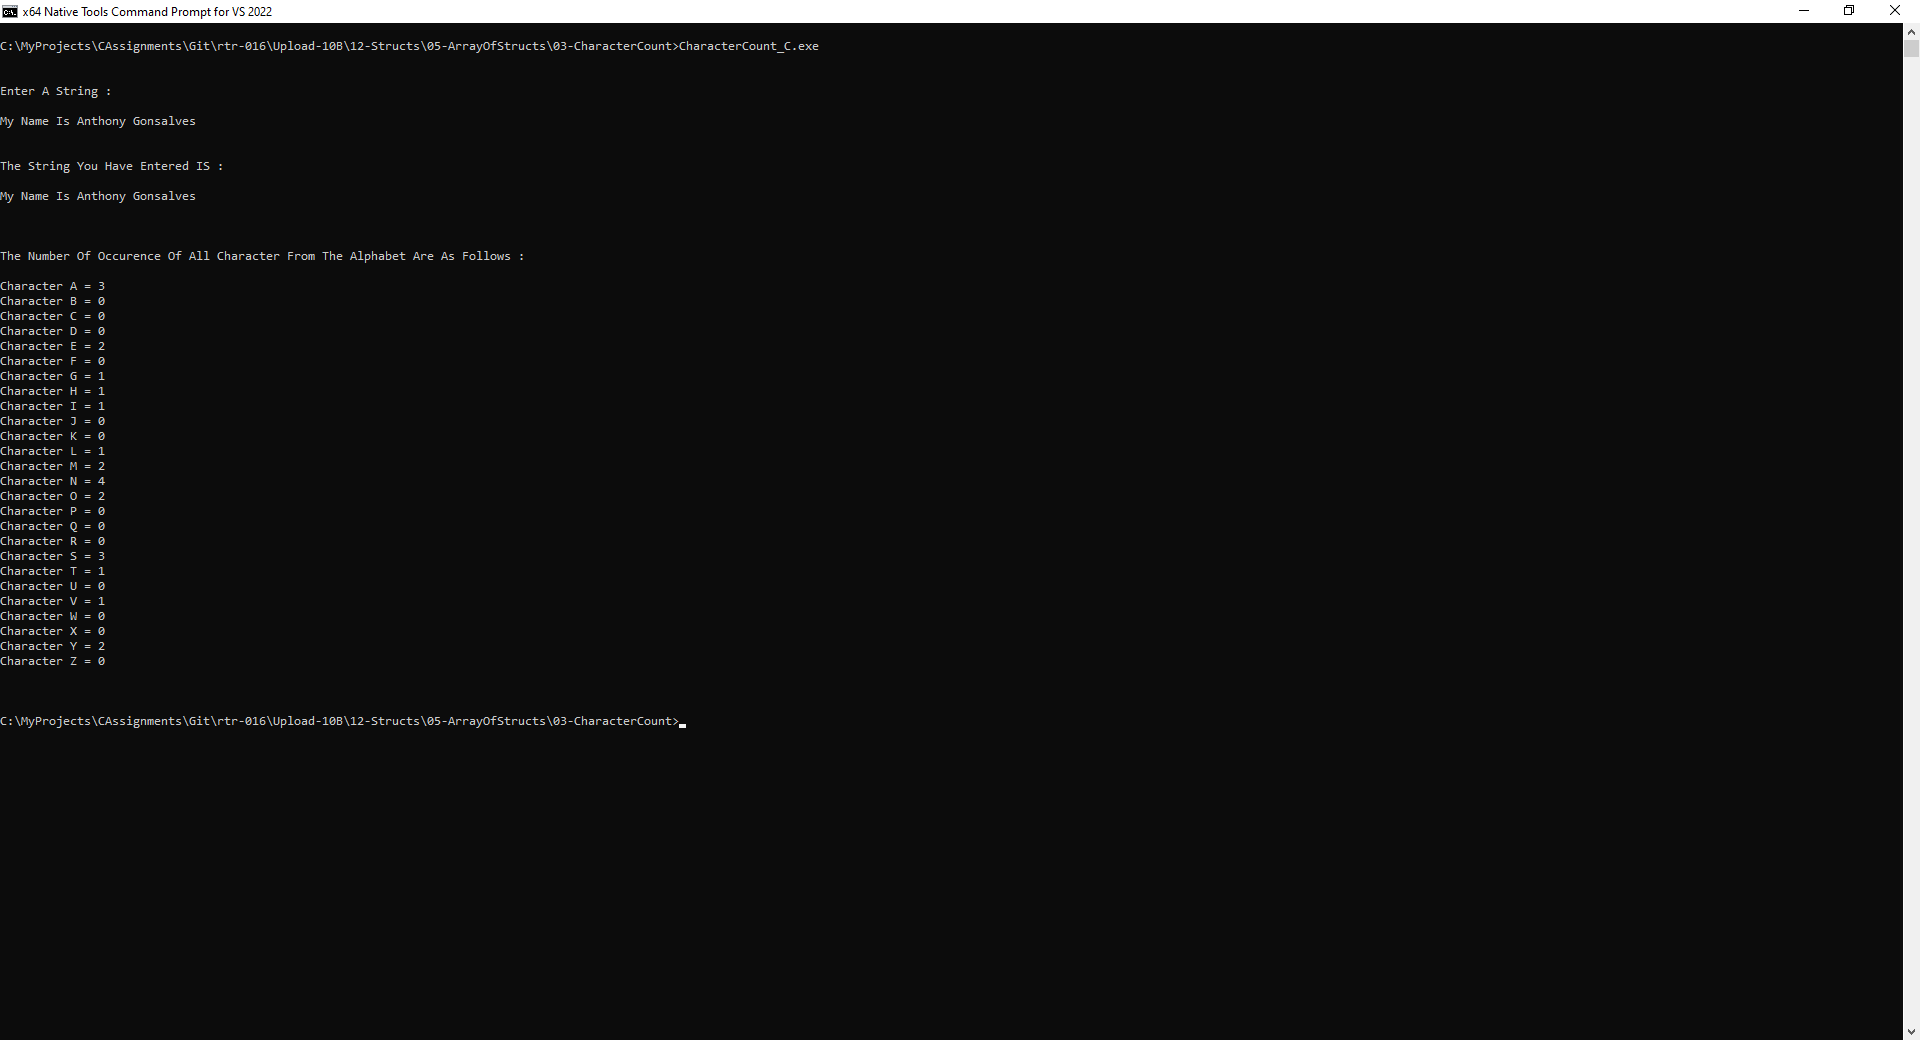 x64 Native Tools Command Prompt for VS 2022
C:\MyProjects\CAssignments\Git\rtr-016\Upload-10B\12-Structs\05-ArrayOfStructs\03-CharacterCount>CharacterCount_C.exe
Enter A String :
My Name Is Anthony Gonsalves
The String You Have Entered IS :
My Name Is Anthony Gonsalves
The Number Of Occurence Of All Character From The Alphabet Are As Follows :
Character A = 3
Character B = 0
Character C = 0
Character D = 0
Character E = 2
Character F = 0
Character G = 1
Character H = 1
Character I = 1
Character J = 0
Character K = 0
Character L = 1
Character M = 2
Character N = 4
Character O = 2
Character P = 0
Character Q = 0
Character R = 0
Character S = 3
Character T = 1
Character U = 0
Character V = 1
Character W = 0
Character X = 0
Character Y = 2
Character Z = 0
C:\MyProjects\CAssignments\Git\rtr-016\Upload-10B\12-Structs\05-ArrayOfStructs\03-CharacterCount>